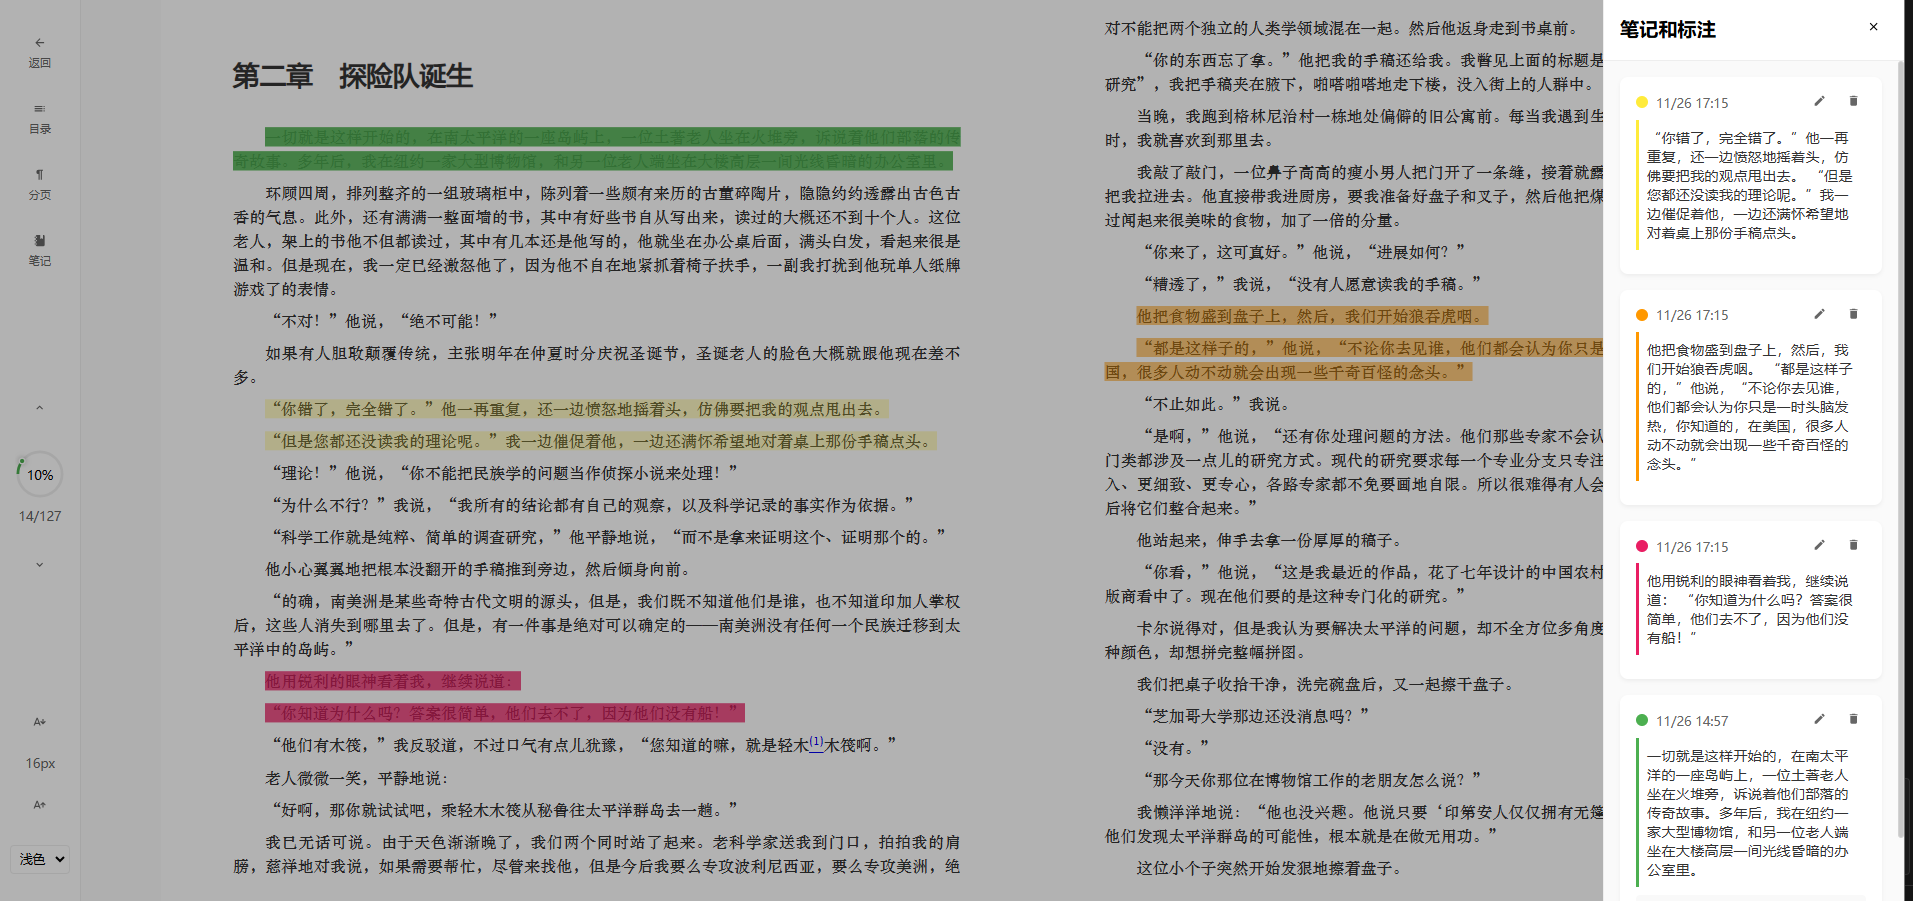 返回
目录
分页
笔记
10%
14/127
16px
浅色
第二章 探险队诞生
一切就是这样开始的，在南太平洋的一座岛屿上，一位土著老人坐在火堆旁，诉说着他们部落的传
奇故事。多年后，我在纽约一家大型博物馆，和另一位老人端坐在大楼高层一间光线昏暗的办公室里。
环顾四周，排列整齐的一组玻璃柜中，陈列着一些颇有来历的古董碎陶片，隐隐约约透露出古色古
香的气息。此外，还有满满一整面墙的书，其中有好些书自从写出来，读过的大概还不到十个人。这位
老人，架上的书他不但都读过，其中有几本还是他写的，他就坐在办公桌后面，满头白发，看起来很是
温和。但是现在，我一定已经激怒他了，因为他不自在地紧抓着椅子扶手，一副我打扰到他玩单人纸牌
游戏了的表情。
“不对！”他说，“绝不可能！”
如果有人胆敢颠覆传统，主张明年在仲夏时分庆祝圣诞节，圣诞老人的脸色大概就跟他现在差不
多。
“你错了，完全错了。”他一再重复，还一边愤怒地摇着头，仿佛要把我的观点甩出去。
“但是您都还没读我的理论呢。”我一边催促着他，一边还满怀希望地对着桌上那份手稿点头。
“理论！”他说，“你不能把民族学的问题当作侦探小说来处理！”
“为什么不行？”我说，“我所有的结论都有自己的观察，以及科学记录的事实作为依据。”
“科学工作就是纯粹、简单的调查研究，”他平静地说，“而不是拿来证明这个、证明那个的。”
他小心翼翼地把根本没翻开的手稿推到旁边，然后倾身向前。
“的确，南美洲是某些奇特古代文明的源头，但是，我们既不知道他们是谁，也不知道印加人掌权
后，这些人消失到哪里去了。但是，有一件事是绝对可以确定的——南美洲没有任何一个民族迁移到太
平洋中的岛屿。”
他用锐利的眼神看着我，继续说道：
“你知道为什么吗？答案很简单，他们去不了，因为他们没有船！”
“他们有木筏，”我反驳道，不过口气有点儿犹豫，“您知道的嘛，就是轻木(1)木筏啊。”
老人微微一笑，平静地说：
“好啊，那你就试试吧，乘轻木木筏从秘鲁往太平洋群岛去一趟。”
我已无话可说。由于天色渐渐晚了，我们两个同时站了起来。老科学家送我到门口，拍拍我的肩
膀，慈祥地对我说，如果需要帮忙，尽管来找他，但是今后我要么专攻波利尼西亚，要么专攻美洲，绝
对不能把两个独立的人类学领域混在一起。然后他返身走到书桌前。
“你的东西忘了拿。”他把我的手稿还给我。我瞥见上面的标题是
研究”，我把手稿夹在腋下，啪嗒啪嗒地走下楼，没入街上的人群中。
当晚，我跑到格林尼治村一栋地处偏僻的旧公寓前。每当我遇到生
时，我就喜欢到那里去。
我敲了敲门，一位鼻子高高的瘦小男人把门开了一条缝，接着就露
把我拉进去。他直接带我进厨房，要我准备好盘子和叉子，然后他把煤
过闻起来很美味的食物，加了一倍的分量。
“你来了，这可真好。”他说，“进展如何？”
“糟透了，”我说，“没有人愿意读我的手稿。”
他把食物盛到盘子上，然后，我们开始狼吞虎咽。
“都是这样子的，”他说，“不论你去见谁，他们都会认为你只是
国，很多人动不动就会出现一些千奇百怪的念头。”
“不止如此。”我说。
“是啊，”他说，“还有你处理问题的方法。他们那些专家不会认
门类都涉及一点儿的研究方式。现代的研究要求每一个专业分支只专注
入、更细致、更专心，各路专家都不免要画地自限。所以很难得有人会
后将它们整合起来。”
他站起来，伸手去拿一份厚厚的稿子。
“你看，”他说，“这是我最近的作品，花了七年设计的中国农村
版商看中了。现在他们要的是这种专门化的研究。”
卡尔说得对，但是我认为要解决太平洋的问题，却不全方位多角度
种颜色，却想拼完整幅拼图。
我们把桌子收拾干净，洗完碗盘后，又一起擦干盘子。
“芝加哥大学那边还没消息吗？”
“没有。”
“那今天你那位在博物馆工作的老朋友怎么说？”
我懒洋洋地说：“他也没兴趣。他说只要‘印第安人仅仅拥有无篷
他们发现太平洋群岛的可能性，根本就是在做无用功。”
这位小个子突然开始发狠地擦着盘子。
笔记和标注
11/26 17:15
“你错了，完全错了。”他一再
重复，还一边愤怒地摇着头，仿
佛要把我的观点甩出去。 “但是
您都还没读我的理论呢。”我一
边催促着他，一边还满怀希望地
对着桌上那份手稿点头。
11/26 17:15
他把食物盛到盘子上，然后，我
们开始狼吞虎咽。 “都是这样子
的，”他说，“不论你去见谁，
他们都会认为你只是一时头脑发
热，你知道的，在美国，很多人
动不动就会出现一些千奇百怪的
念头。”
11/26 17:15
他用锐利的眼神看着我，继续说
道： “你知道为什么吗？答案很
简单，他们去不了，因为他们没
有船！”
11/26 14:57
一切就是这样开始的，在南太平
洋的一座岛屿上，一位土著老人
坐在火堆旁，诉说着他们部落的
传奇故事。多年后，我在纽约一
家大型博物馆，和另一位老人端
坐在大楼高层一间光线昏暗的办
公室里。